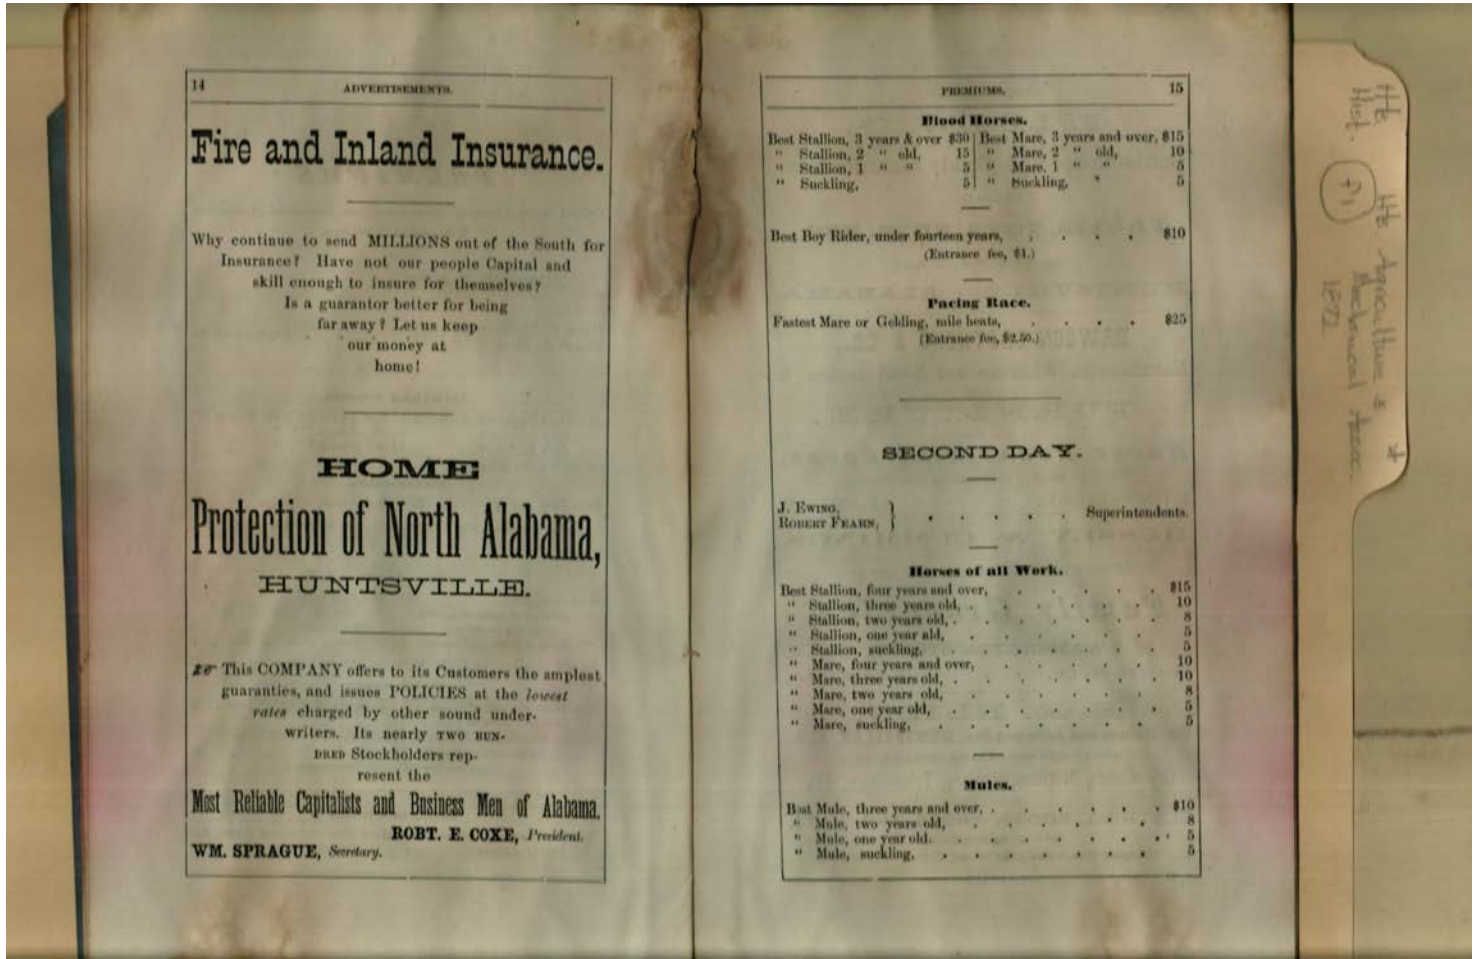 14
ADVERTISEMENTS.
Fire and Inland Insurance.
Why continue to send MILLIONS out of the South for
Insurance? Have not our people Capital and
skill enough to insure for themselves?
Is a guarantor better for being
far away? Let us keep
our money at
home!
HOME
Protection of North Alabama,
HUNTSVILLE.
☞ This COMPANY offers to its Customers the amplest
guaranties, and issues POLICIES at the lowest
rates charged by other sound under-
writers. Its nearly TWO HUN-
DRED Stockholders rep-
resent the
Most Reliable Capitalists and Business Men of Alabama.
ROBT. E. COXE, President.
WM. SPRAGUE, Secretary.
PREMIUMS. 15
Blood Horses.
Best Stallion, 3 years & over $30 | Best Mare, 3 years and over, $15
" Stallion, 2 " old, 15 | " Mare, 2 " old, 10
" Stallion, 1 " " 5 | " Mare, 1 " " 5
" Suckling, 5 | " Suckling, " 5
Best Boy Rider, under fourteen years, . . . . $10
(Entrance fee, $1.)
Pacing Race.
Fastest Mare or Gelding, mile heats, . . . . $25
(Entrance fee, $2.50.)
SECOND DAY.
J. EWING,
ROBERT FEARN, } . . . . . Superintendents.
Horses of all Work.
Best Stallion, four years and over, . . . . . $15
" Stallion, three years old, . . . . . . 10
" Stallion, two years old, . . . . . . 8
" Stallion, one year ald, . . . . . . 5
" Stallion, suckling, . . . . . . 5
" Mare, four years and over, . . . . . 10
" Mare, three years old, . . . . . . 10
" Mare, two years old, . . . . . . 8
" Mare, one year old, . . . . . . 5
" Mare, suckling, . . . . . . 5
Mules.
Best Mule, three years and over, . . . . . . $10
" Mule, two years old, . . . . . . 8
" Mule, one year old. . . . . . . 5
" Mule, suckling, . . . . . . . 5
Hb Agriculture &
Mechanical Assoc.
1872
Hb
Hist.